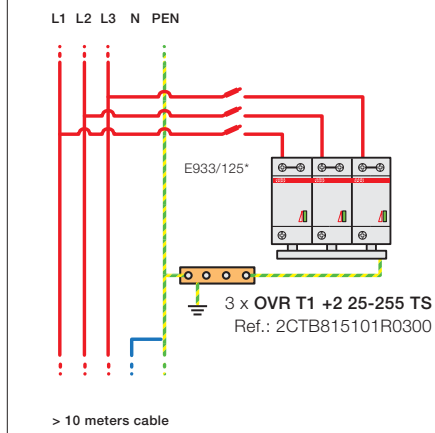 L1 L2 L3 N PEN
E933/125*
3 x OVR T1 +2 25-255 TS
Ref.: 2CTB815101R0300
> 10 meters cable